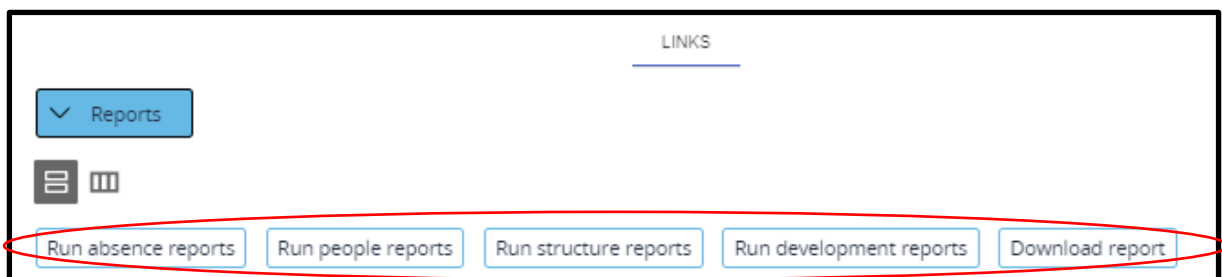 LINKS
Reports
Run absence reports Run people reports Run structure reports Run development reports Download report